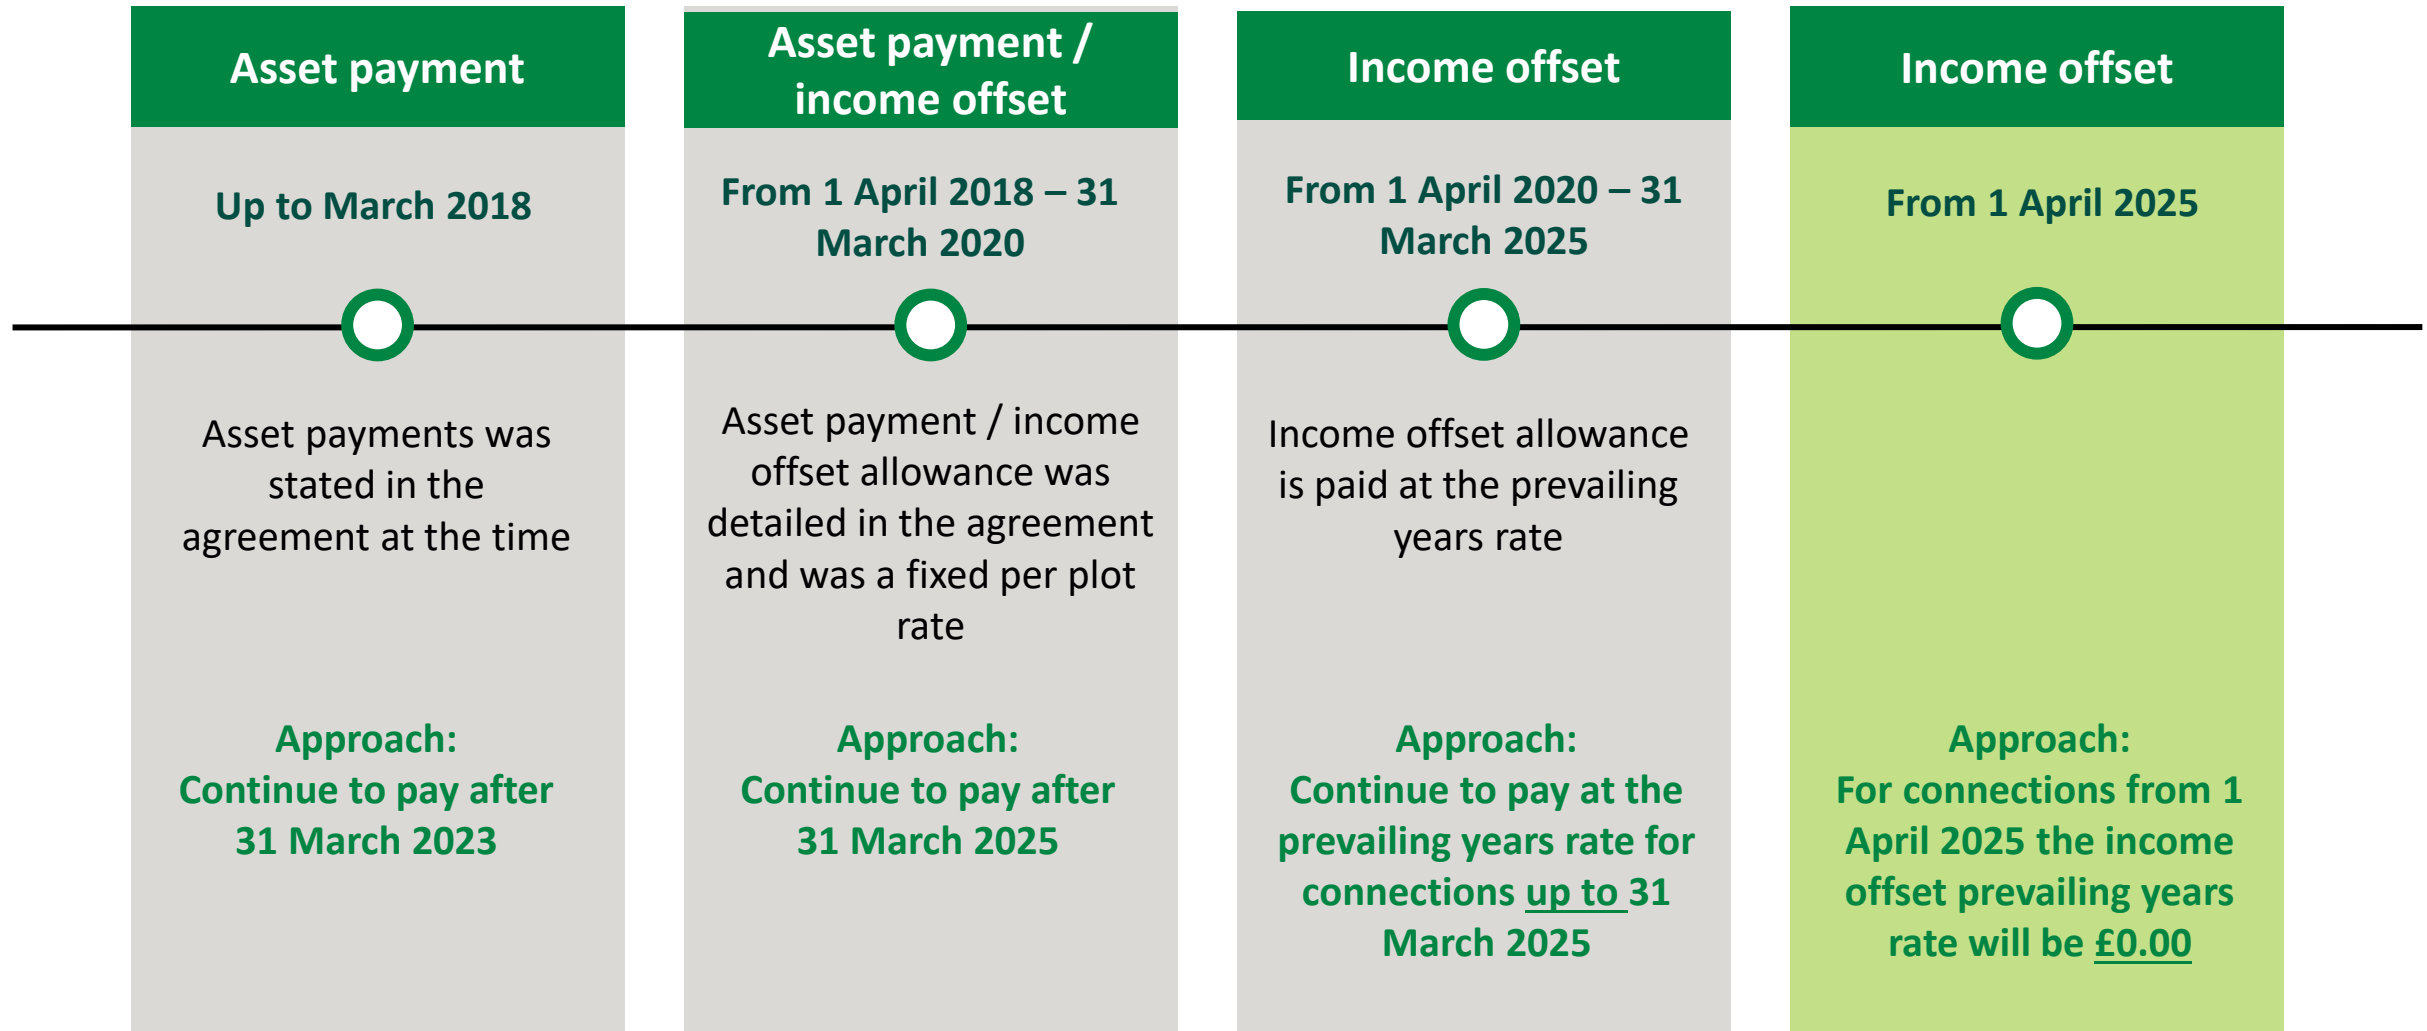 Asset payment
Up to March 2018
Asset payments was
stated in the
agreement at the time
Approach:
Continue to pay after
31 March 2023
Asset payment /
income offset
From 1 April 2018 – 31
March 2020
Asset payment / income
offset allowance was
detailed in the agreement
and was a fixed per plot
rate
Approach:
Continue to pay after
31 March 2025
Income offset
From 1 April 2020 – 31
March 2025
Income offset allowance
is paid at the prevailing
years rate
Approach:
Continue to pay at the
prevailing years rate for
connections up to 31
March 2025
Income offset
From 1 April 2025
Approach:
For connections from 1
April 2025 the income
offset prevailing years
rate will be £0.00